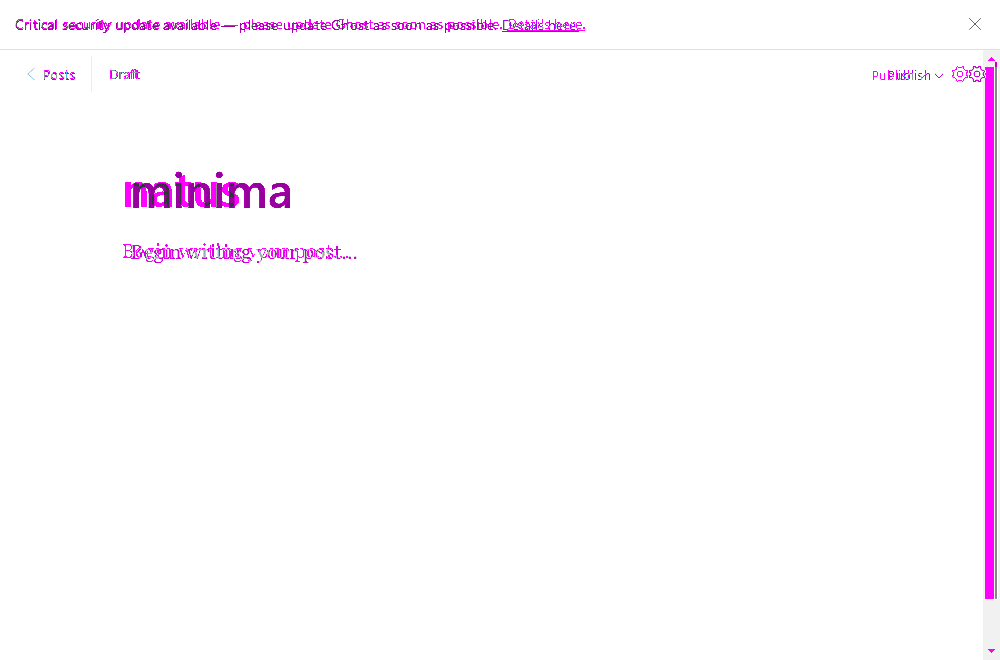 Critical security update available — please update Ghost as soon as possible. Details here.
Posts
Draft
Publish
minima
Begin writing your post...